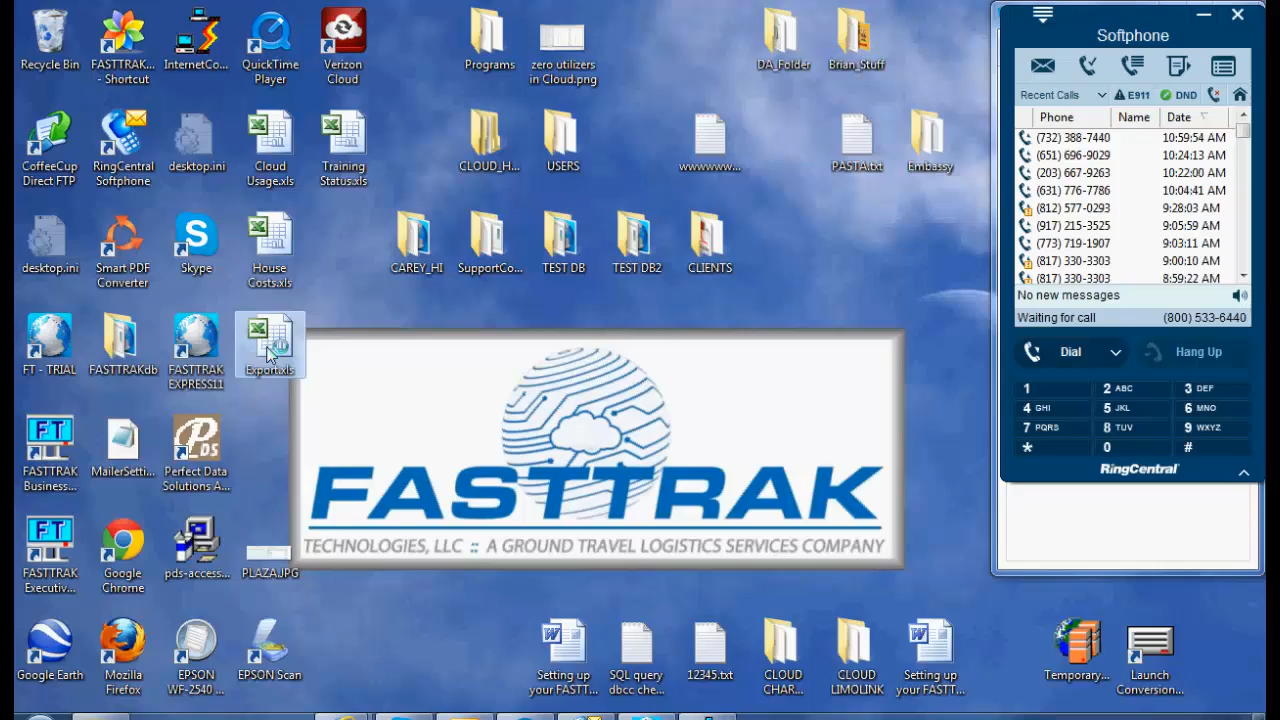 Recycle Bin
FASTTRAK...
- Shortcut
InternetCo...
QuickTime
Player
Verizon
Cloud
Programs
zero utilizers
in Cloud.png
DA_Folder
Brian_Stuff
CoffeeCup
Direct FTP
RingCentral
Softphone
desktop.ini
Cloud
Usage.xls
Training
Status.xls
CLOUD_H...
USERS
wwwwww...
PASTA.txt
Embassy
desktop.ini
Smart PDF
Converter
Skype
House
Costs.xls
CAREY_HI
SupportCo...
TEST DB
TEST DB2
CLIENTS
FT - TRIAL
FASTTRAKdb
FASTTRAK
EXPRESS11
Export.xls
FT
FASTTRAK
Business...
MailerSetti...
P DS
Perfect Data
Solutions A...
FT
FASTTRAK
Executiv...
Google
Chrome
pds-access...
PLAZA.JPG
Google Earth
Mozilla
Firefox
EPSON
WF-2540 ...
EPSON Scan
FASTTRAK
TECHNOLOGIES, LLC :: A GROUND TRAVEL LOGISTICS SERVICES COMPANY
Setting up
your FASTT...
SQL query
dbcc che...
12345.txt
CLOUD
CHAR...
CLOUD
LIMOLINK
Setting up
your FASTT...
Temporary...
Launch
Conversion...
Softphone
Recent Calls E911 DND
Phone Name Date
(732) 388-7440 10:59:54 AM
(651) 696-9029 10:24:13 AM
(203) 667-9263 10:22:00 AM
(631) 776-7786 10:04:41 AM
(812) 577-0293 9:28:03 AM
(917) 215-3525 9:05:59 AM
(773) 719-1907 9:03:11 AM
(817) 330-3303 9:00:10 AM
(817) 330-3303 8:59:22 AM
No new messages
Waiting for call (800) 533-6440
Dial Hang Up
1 2 ABC 3 DEF
4 GHI 5 JKL 6 MNO
7 PQRS 8 TUV 9 WXYZ
* 0 #
RingCentral